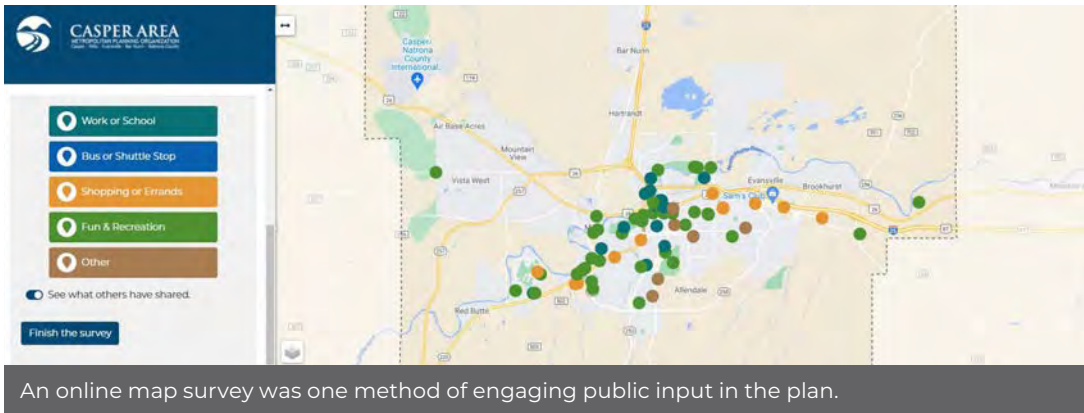 CASPER AREA
METROPOLITAN PLANNING ORGANIZATION
Work or School
Bus or Shuttle Stop
Shopping or Errands
Fun & Recreation
Other
See what others have shared.
Finish the survey
Casper-
Natrona
County
International
Bar Nunn
Hartrandt
Air Base Acres
Mountain
View
Vista West
Evansville
Brookhurst
Sam's Club
Allendale
Red Butte
An online map survey was one method of engaging public input in the plan.